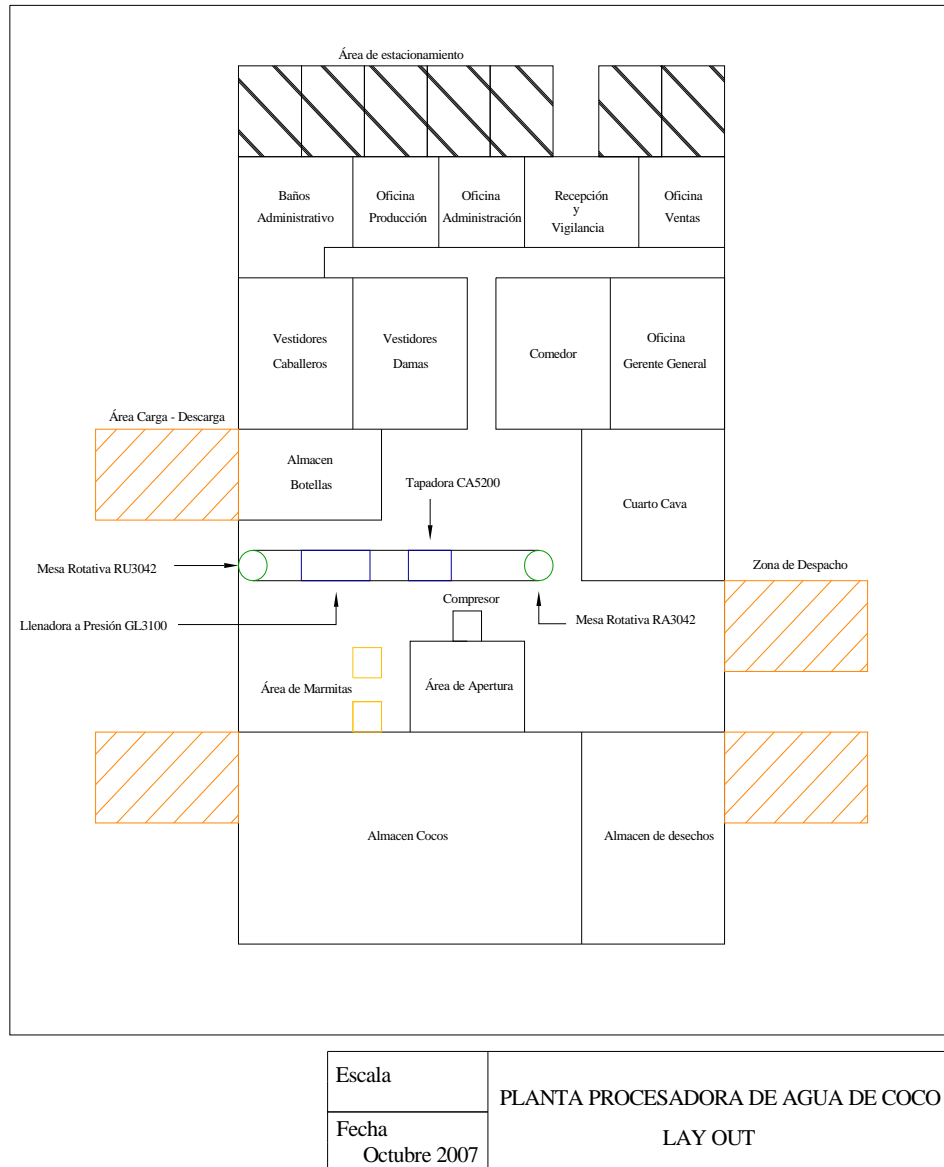 Área de estacionamiento
Baños
Administrativo
Oficina
Producción
Oficina
Administración
Recepción
y
Vigilancia
Oficina
Ventas
Vestidores
Caballeros
Vestidores
Damas
Comedor
Oficina
Gerente General
Área Carga - Descarga
Almacen
Botellas
Tapadora CA5200
Cuarto Cava
Mesa Rotativa RU3042
Zona de Despacho
Compresor
Llenadora a Presión GL3100
Mesa Rotativa RA3042
Área de Marmitas
Área de Apertura
Almacen Cocos
Almacen de desechos
Escala
PLANTA PROCESADORA DE AGUA DE COCO
LAY OUT
Fecha
Octubre 2007